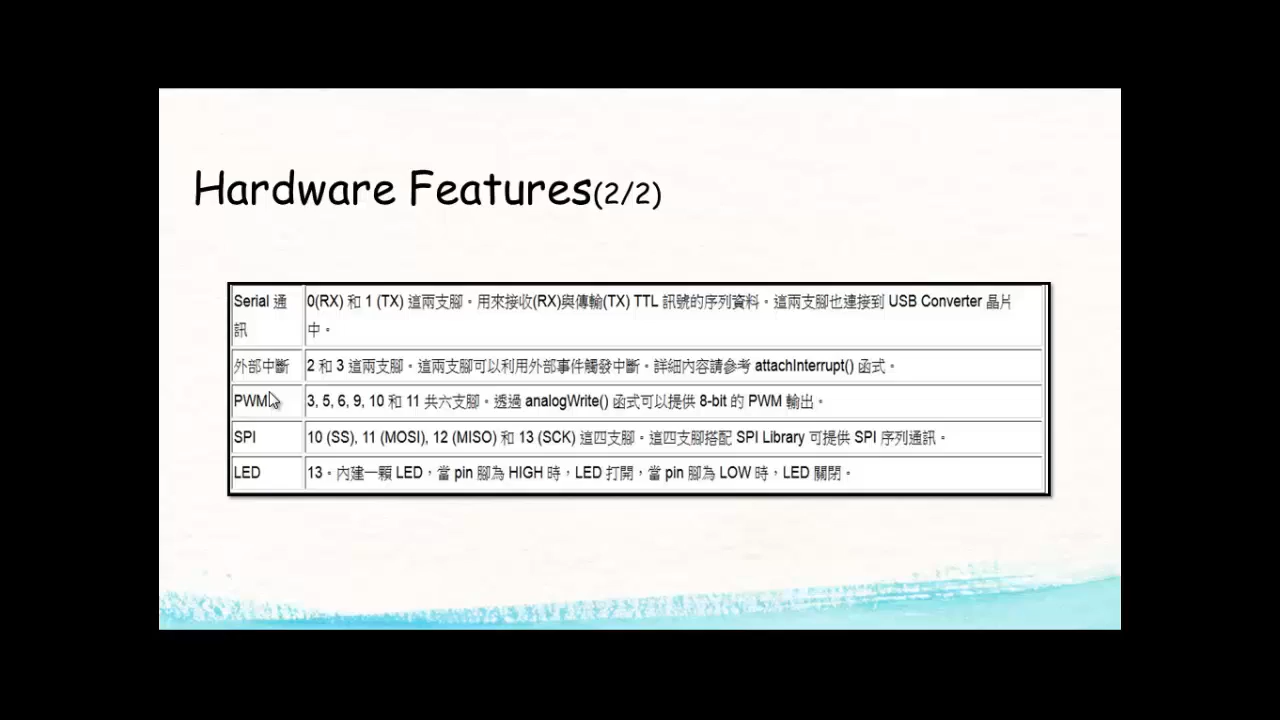 Hardware Features(2/2)
Serial 通訊 0(RX) 和 1 (TX) 這兩支腳。用來接收(RX)與傳輸(TX) TTL 訊號的序列資料。這兩支腳也連接到 USB Converter 晶片中。
外部中斷 2 和 3 這兩支腳。這兩支腳可以利用外部事件觸發中斷。詳細內容請參考 attachInterrupt() 函式。
PWM 3, 5, 6, 9, 10 和 11 共六支腳。透過 analogWrite() 函式可以提供 8-bit 的 PWM 輸出。
SPI 10 (SS), 11 (MOSI), 12 (MISO) 和 13 (SCK) 這四支腳。這四支腳搭配 SPI Library 可提供 SPI 序列通訊。
LED 13。內建一顆 LED，當 pin 腳為 HIGH 時，LED 打開，當 pin 腳為 LOW 時，LED 關閉。